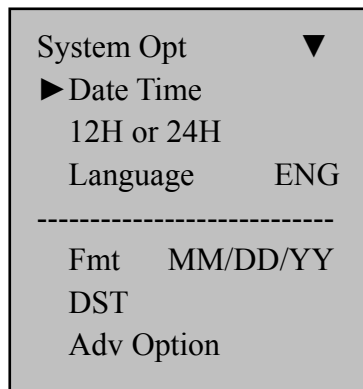 System Opt ▼
►Date Time
12H or 24H
Language ENG
---------------------------
Fmt MM/DD/YY
DST
Adv Option